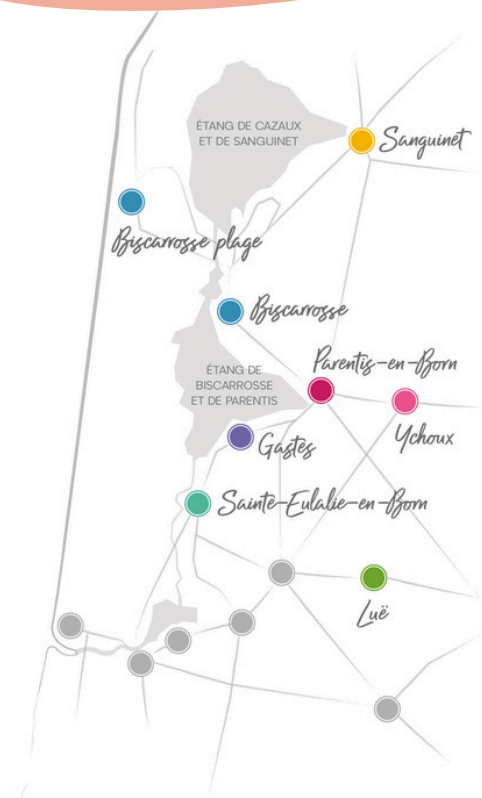 ÉTANG DE CAZAUX
ET DE SANGUINET
Sanguinet
Biscarrosse plage
Biscarrosse
Parentis-en-Born
ÉTANG DE
BISCARROSSE
ET DE PARENTIS
Ychoux
Gastes
Sainte-Eulalie-en-Born
Luë